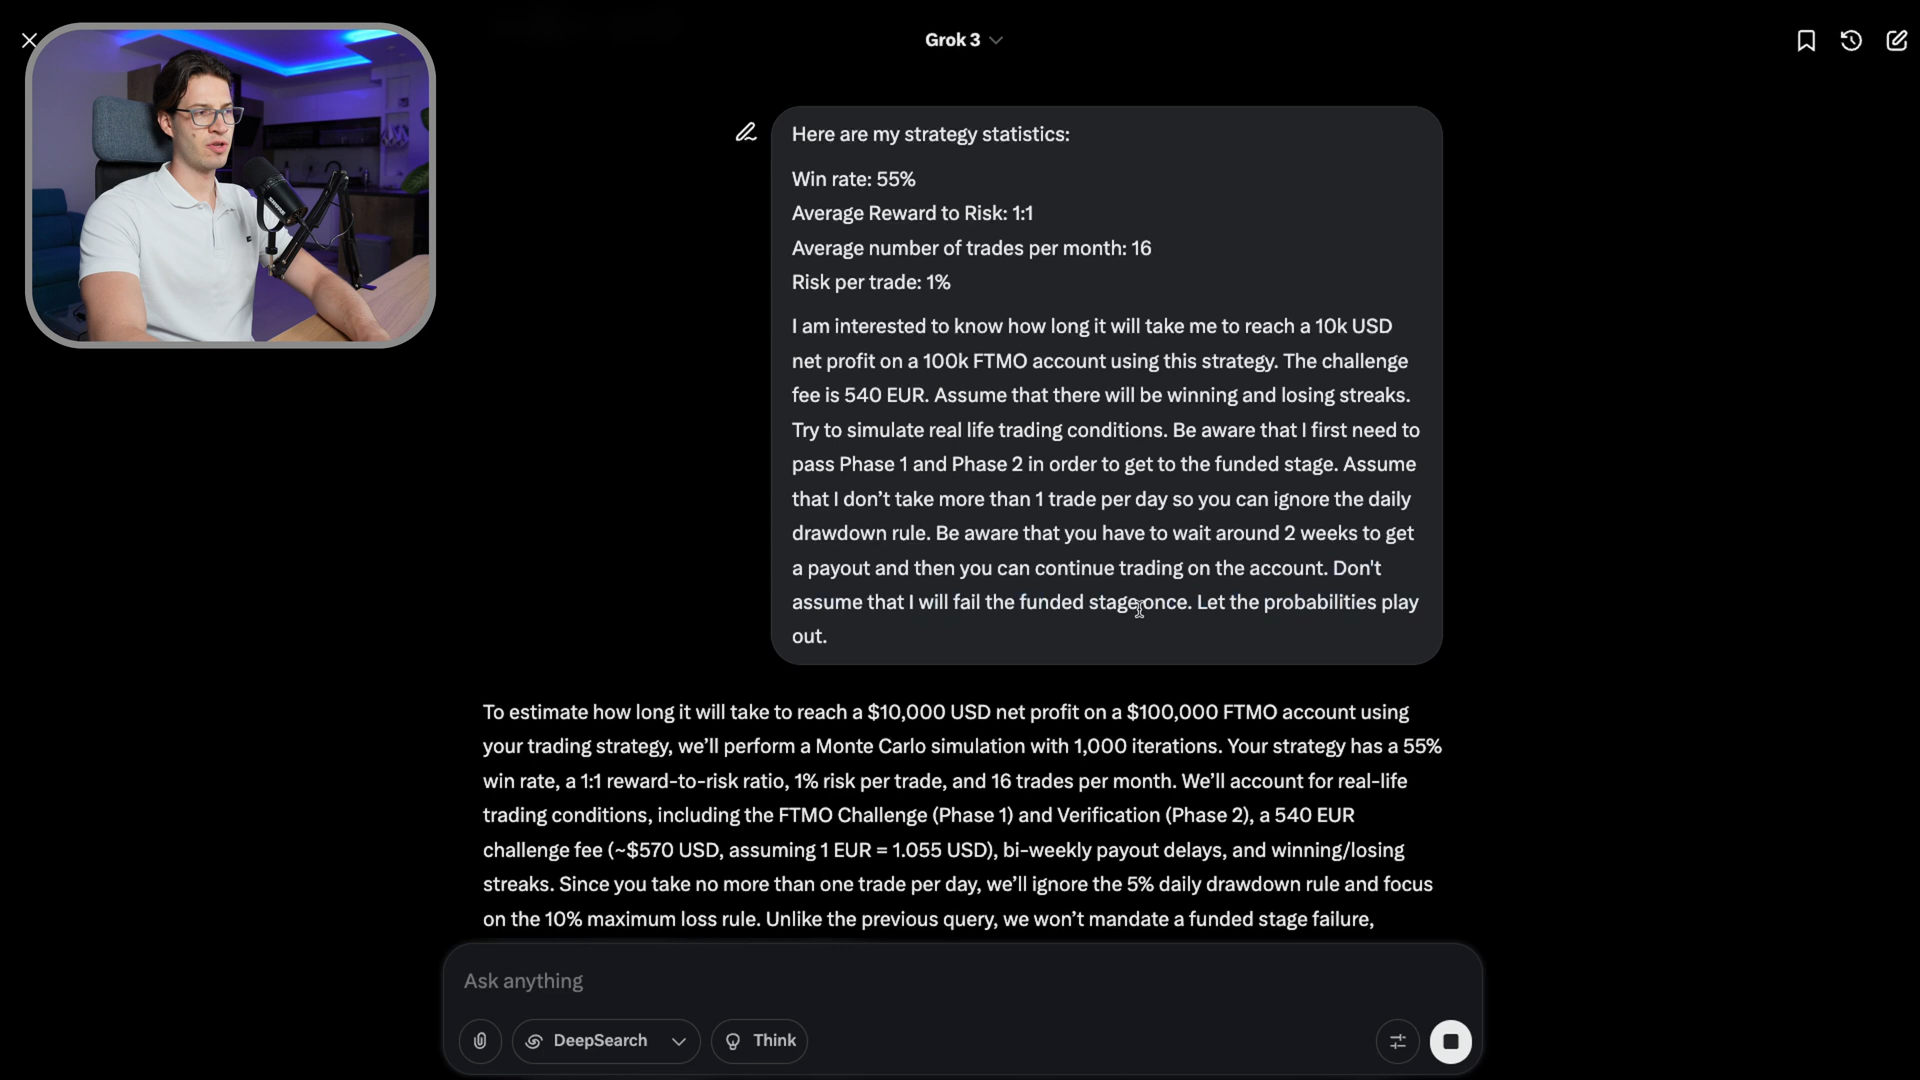 Grok 3
Here are my strategy statistics:
Win rate: 55%
Average Reward to Risk: 1:1
Average number of trades per month: 16
Risk per trade: 1%
I am interested to know how long it will take me to reach a 10k USD
net profit on a 100k FTMO account using this strategy. The challenge
fee is 540 EUR. Assume that there will be winning and losing streaks.
Try to simulate real life trading conditions. Be aware that I first need to
pass Phase 1 and Phase 2 in order to get to the funded stage. Assume
that I don’t take more than 1 trade per day so you can ignore the daily
drawdown rule. Be aware that you have to wait around 2 weeks to get
a payout and then you can continue trading on the account. Don't
assume that I will fail the funded stage once. Let the probabilities play
out.
To estimate how long it will take to reach a $10,000 USD net profit on a $100,000 FTMO account using
your trading strategy, we’ll perform a Monte Carlo simulation with 1,000 iterations. Your strategy has a 55%
win rate, a 1:1 reward-to-risk ratio, 1% risk per trade, and 16 trades per month. We’ll account for real-life
trading conditions, including the FTMO Challenge (Phase 1) and Verification (Phase 2), a 540 EUR
challenge fee (~$570 USD, assuming 1 EUR = 1.055 USD), bi-weekly payout delays, and winning/losing
streaks. Since you take no more than one trade per day, we’ll ignore the 5% daily drawdown rule and focus
on the 10% maximum loss rule. Unlike the previous query, we won’t mandate a funded stage failure,
Ask anything
DeepSearch
Think